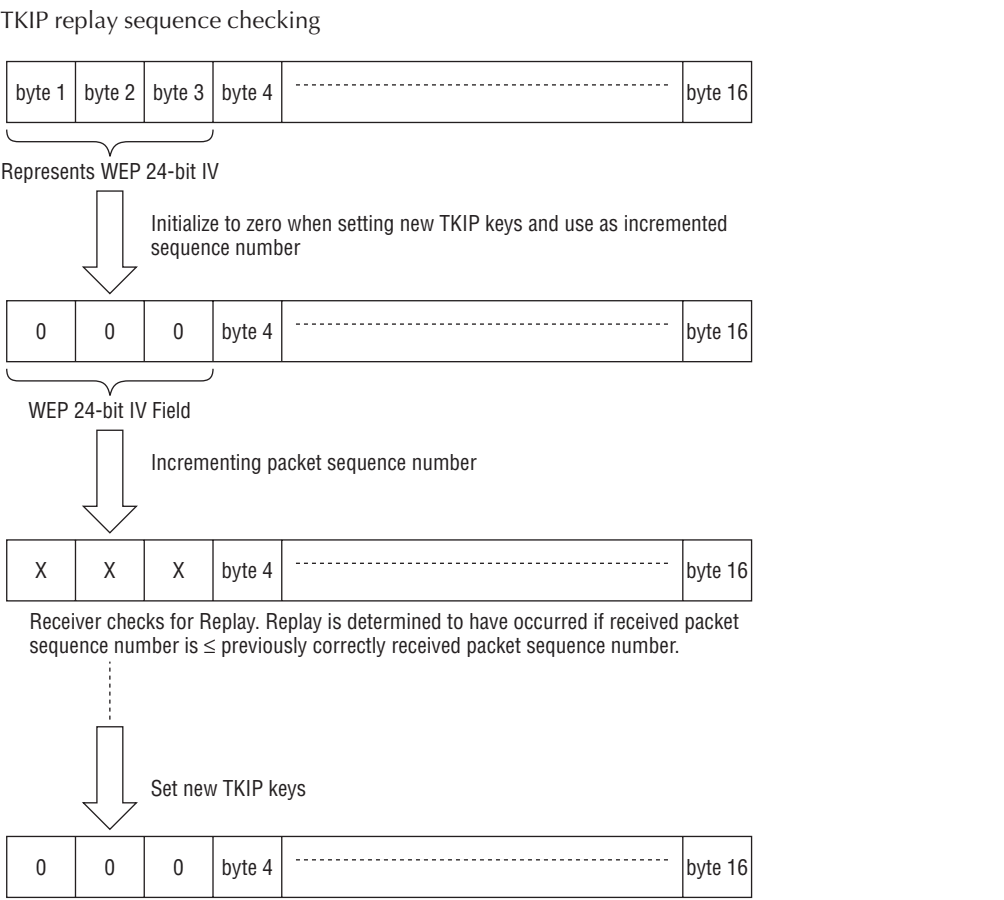 TKIP replay sequence checking
byte 1 byte 2 byte 3 byte 4 byte 16
Represents WEP 24-bit IV
Initialize to zero when setting new TKIP keys and use as incremented
sequence number
0 0 0 byte 4 byte 16
WEP 24-bit IV Field
Incrementing packet sequence number
X X X byte 4 byte 16
Receiver checks for Replay. Replay is determined to have occurred if received packet
sequence number is ≤ previously correctly received packet sequence number.
Set new TKIP keys
0 0 0 byte 4 byte 16